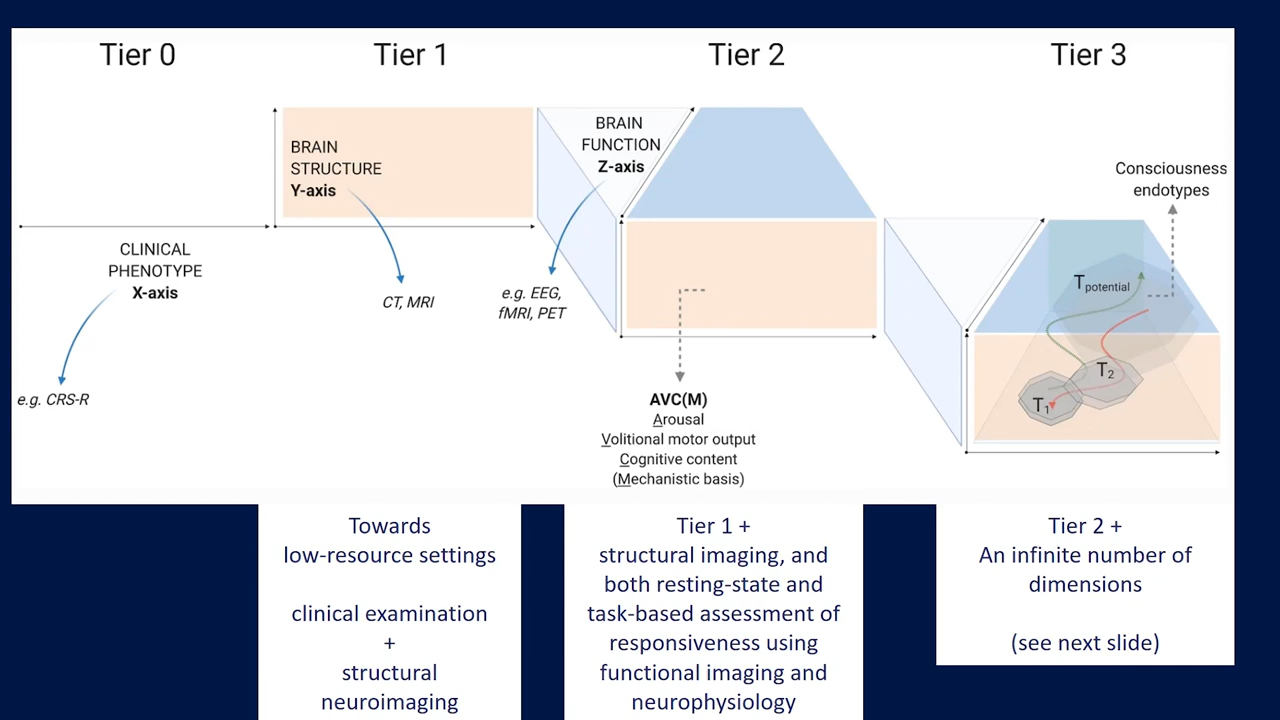 Tier 0
Tier 1
Tier 2
Tier 3
BRAIN
STRUCTURE
Y-axis
BRAIN
FUNCTION
Z-axis
Consciousness
endotypes
CLINICAL
PHENOTYPE
X-axis
CT, MRI
e.g. EEG,
fMRI, PET
e.g. CRS-R
AVC(M)
Arousal
Volitional motor output
Cognitive content
(Mechanistic basis)
Tpotential
T2
T1
Towards
low-resource settings
clinical examination
+
structural
neuroimaging
Tier 1 +
structural imaging, and
both resting-state and
task-based assessment of
responsiveness using
functional imaging and
neurophysiology
Tier 2 +
An infinite number of
dimensions
(see next slide)